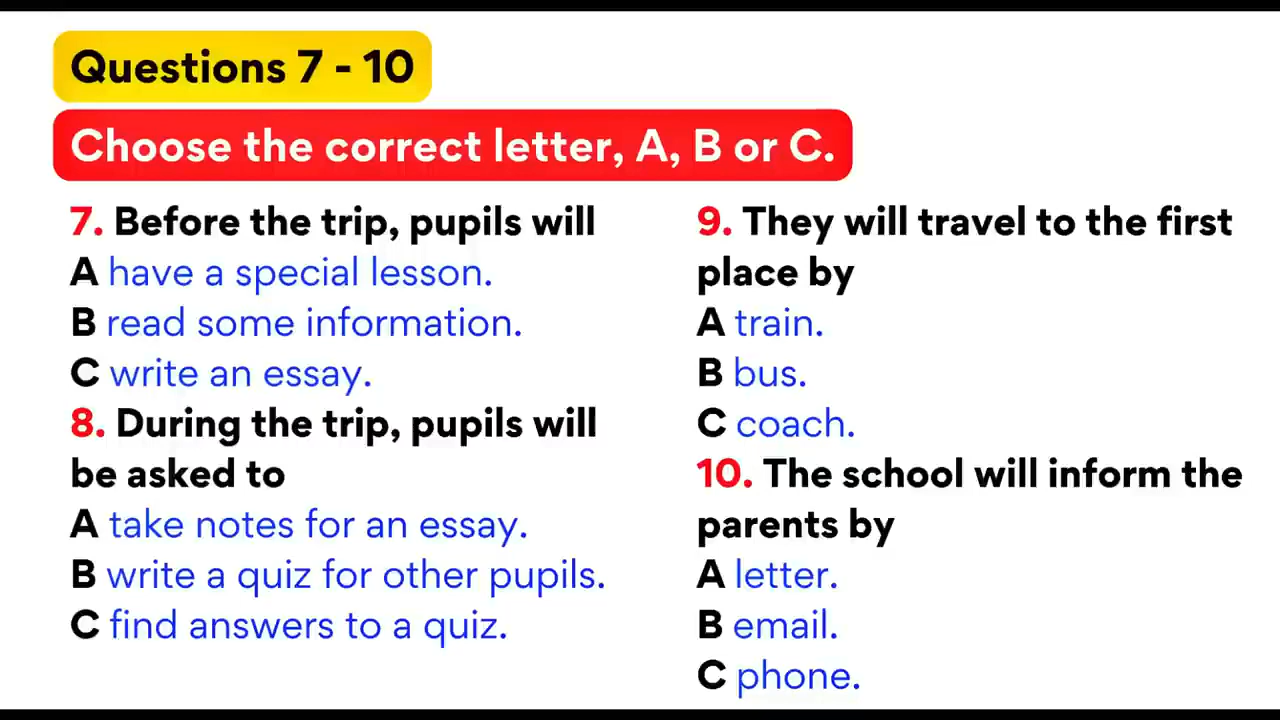 Questions 7 - 10
Choose the correct letter, A, B or C.
7. Before the trip, pupils will
A have a special lesson.
B read some information.
C write an essay.
8. During the trip, pupils will
be asked to
A take notes for an essay.
B write a quiz for other pupils.
C find answers to a quiz.
9. They will travel to the first
place by
A train.
B bus.
C coach.
10. The school will inform the
parents by
A letter.
B email.
C phone.